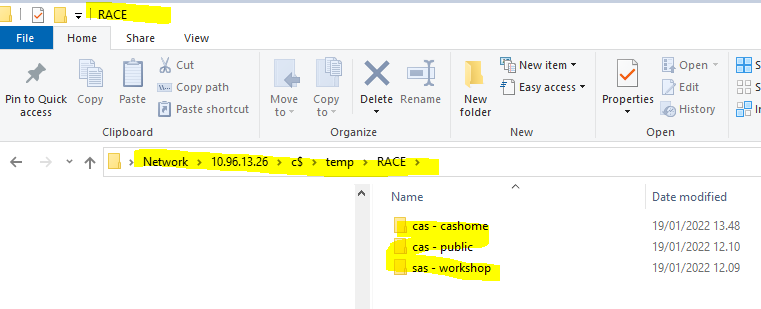 RACE
File Home Share View
Pin to Quick access
Copy
Paste
Cut
Copy path
Paste shortcut
Clipboard
Move to
Copy to
Delete
Rename
Organize
New folder
New item
Easy access
New
Properties
Open
Edit
History
Open
S
S
In
Network > 10.96.13.26 > c$ > temp > RACE >
Name Date modified
cas - cashome 19/01/2022 13.48
cas - public 19/01/2022 12.10
sas - workshop 19/01/2022 12.09